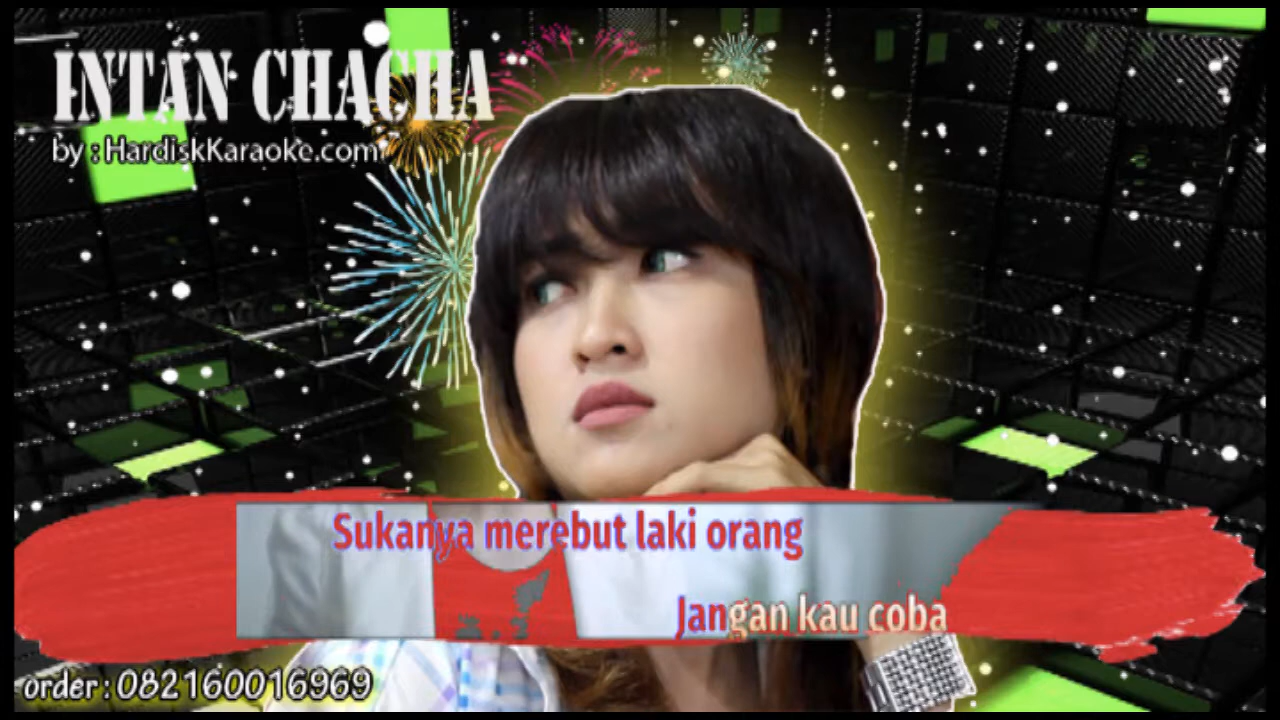 INTAN CHACHA
by : HardiskKaraoke.com
Sukanya merebut laki orang
Jangan kau coba
order : 082160016969